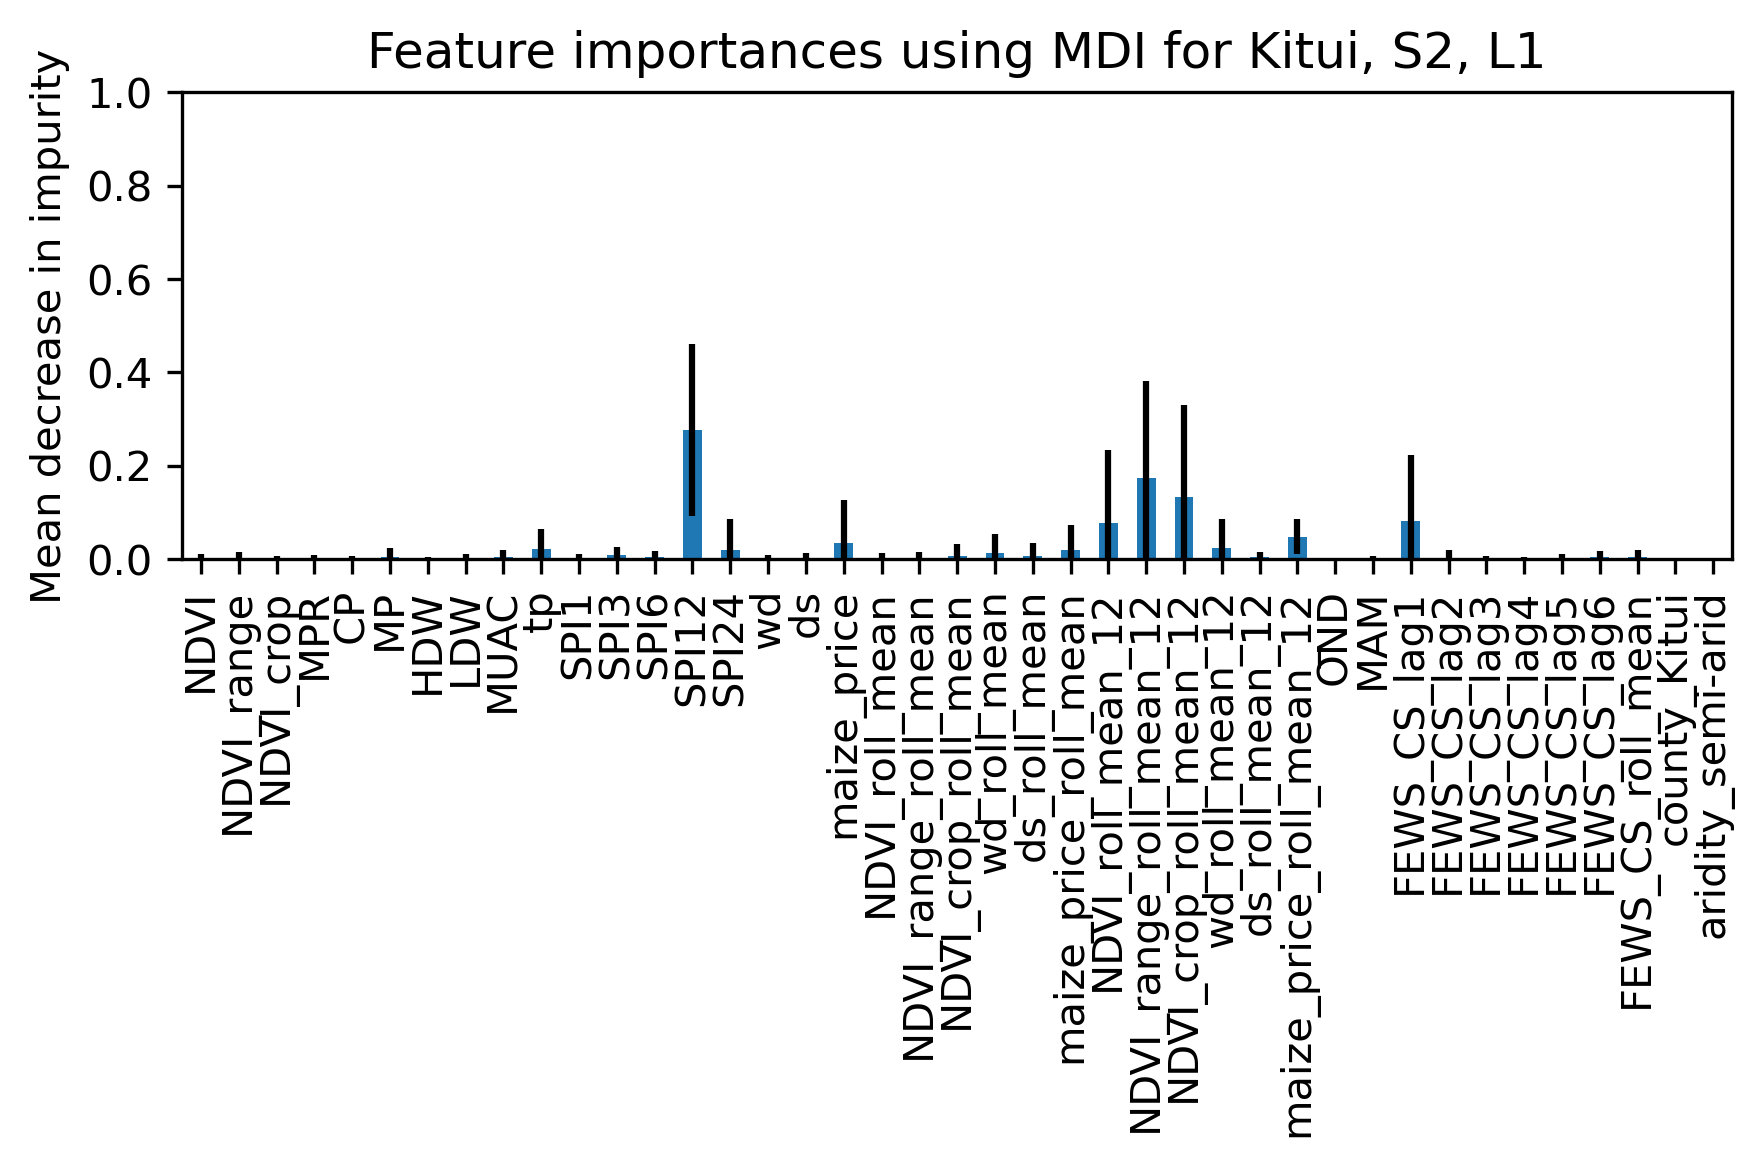 Feature importances using MDI for Kitui, S2, L1
Mean decrease in impurity
1.0
0.8
0.6
0.4
0.2
0.0
NDVI
NDVI_range
NDVI_crop
MPR
CP
MP
HDW
LDW
MUAC
tp
SPI1
SPI3
SPI6
SPI12
SPI24
wd
ds
maize_price
NDVI_roll_mean
NDVI_range_roll_mean
NDVI_crop_roll_mean
wd_roll_mean
ds_roll_mean
maize_price_roll_mean
NDVI_roll_mean_12
NDVI_range_roll_mean_12
NDVI_crop_roll_mean_12
wd_roll_mean_12
ds_roll_mean_12
maize_price_roll_mean_12
OND
MAM
FEWS_CS_lag1
FEWS_CS_lag2
FEWS_CS_lag3
FEWS_CS_lag4
FEWS_CS_lag5
FEWS_CS_lag6
FEWS_CS_roll_mean
county_Kitui
aridity_semi-arid